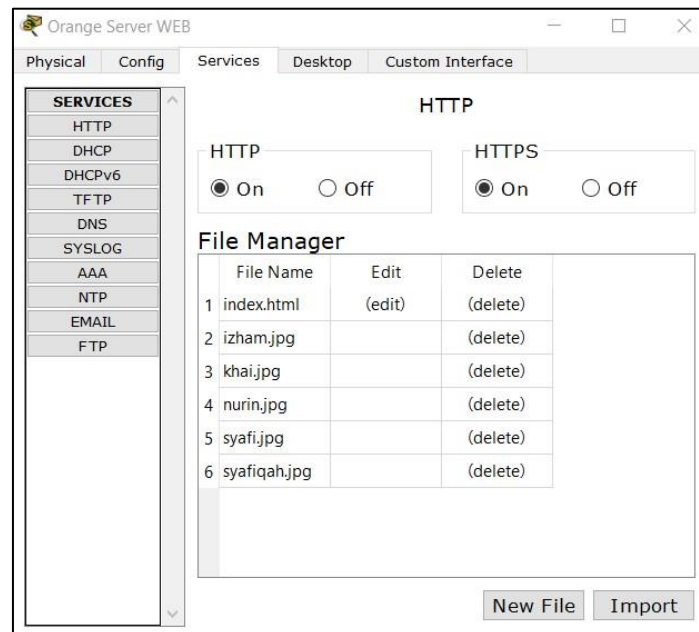 Orange Server WEB
Physical Config Services Desktop Custom Interface
SERVICES
HTTP
DHCP
DHCPv6
TFTP
DNS
SYSLOG
AAA
NTP
EMAIL
FTP
HTTP
HTTP HTTPS
On Off On Off
File Manager
File Name Edit Delete
1 index.html (edit) (delete)
2 izham.jpg (delete)
3 khai.jpg (delete)
4 nurin.jpg (delete)
5 syafi.jpg (delete)
6 syafiqah.jpg (delete)
New File Import